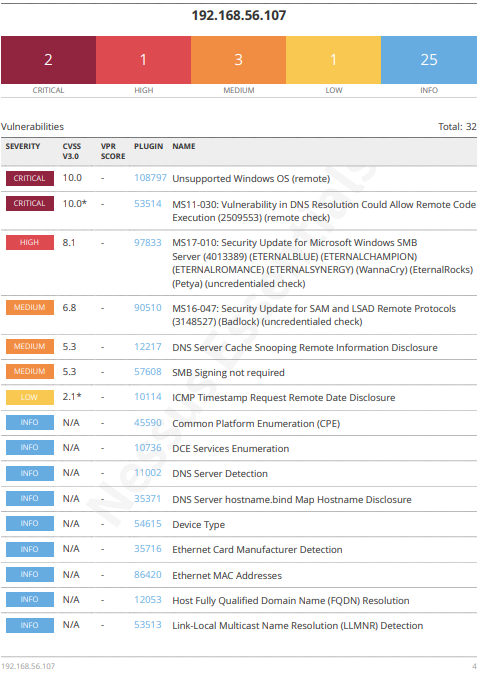 192.168.56.107
2 1 3 1 25
CRITICAL HIGH MEDIUM LOW INFO
Vulnerabilities Total: 32
SEVERITY CVSS V3.0 VPR SCORE PLUGIN NAME
CRITICAL 10.0 - 108797 Unsupported Windows OS (remote)
CRITICAL 10.0* - 53514 MS11-030: Vulnerability in DNS Resolution Could Allow Remote Code
Execution (2509553) (remote check)
HIGH 8.1 - 97833 MS17-010: Security Update for Microsoft Windows SMB
Server (4013389) (ETERNALBLUE) (ETERNALCHAMPION)
(ETERNALROMANCE) (ETERNALSYNERGY) (WannaCry) (EternalRocks)
(Petya) (uncredentialed check)
MEDIUM 6.8 - 90510 MS16-047: Security Update for SAM and LSAD Remote Protocols
(3148527) (Badlock) (uncredentialed check)
MEDIUM 5.3 - 12217 DNS Server Cache Snooping Remote Information Disclosure
MEDIUM 5.3 - 57608 SMB Signing not required
LOW 2.1* - 10114 ICMP Timestamp Request Remote Date Disclosure
INFO N/A - 45590 Common Platform Enumeration (CPE)
INFO N/A - 10736 DCE Services Enumeration
INFO N/A - 11002 DNS Server Detection
INFO N/A - 35371 DNS Server hostname.bind Map Hostname Disclosure
INFO N/A - 54615 Device Type
INFO N/A - 35716 Ethernet Card Manufacturer Detection
INFO N/A - 86420 Ethernet MAC Addresses
INFO N/A - 12053 Host Fully Qualified Domain Name (FQDN) Resolution
INFO N/A - 53513 Link-Local Multicast Name Resolution (LLMNR) Detection
Nessus Essentials
192.168.56.107 4